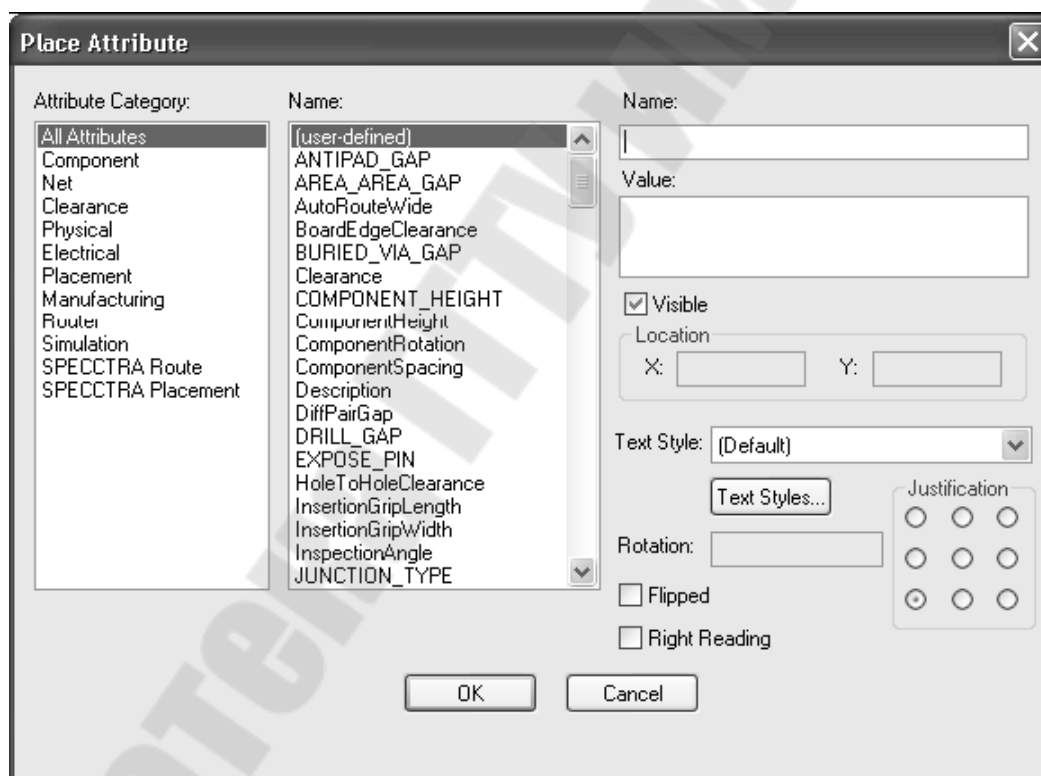 Place Attribute
Attribute Category:
All Attributes
Component
Net
Clearance
Physical
Electrical
Placement
Manufacturing
Router
Simulation
SPECCTRA Route
SPECCTRA Placement
Name:
(user-defined)
ANTIPAD_GAP
AREA_AREA_GAP
AutoRouteWide
BoardEdgeClearance
BURIED_VIA_GAP
Clearance
COMPONENT_HEIGHT
ComponentHeight
ComponentRotation
ComponentSpacing
Description
DiffPairGap
DRILL_GAP
EXPOSE_PIN
HoleToHoleClearance
InsertionGripLength
InsertionGripWidth
InspectionAngle
JUNCTION_TYPE
Name:
Value:
Visible
Location
X: Y:
Text Style: (Default)
Text Styles...
Justification
Rotation:
Flipped
Right Reading
OK Cancel